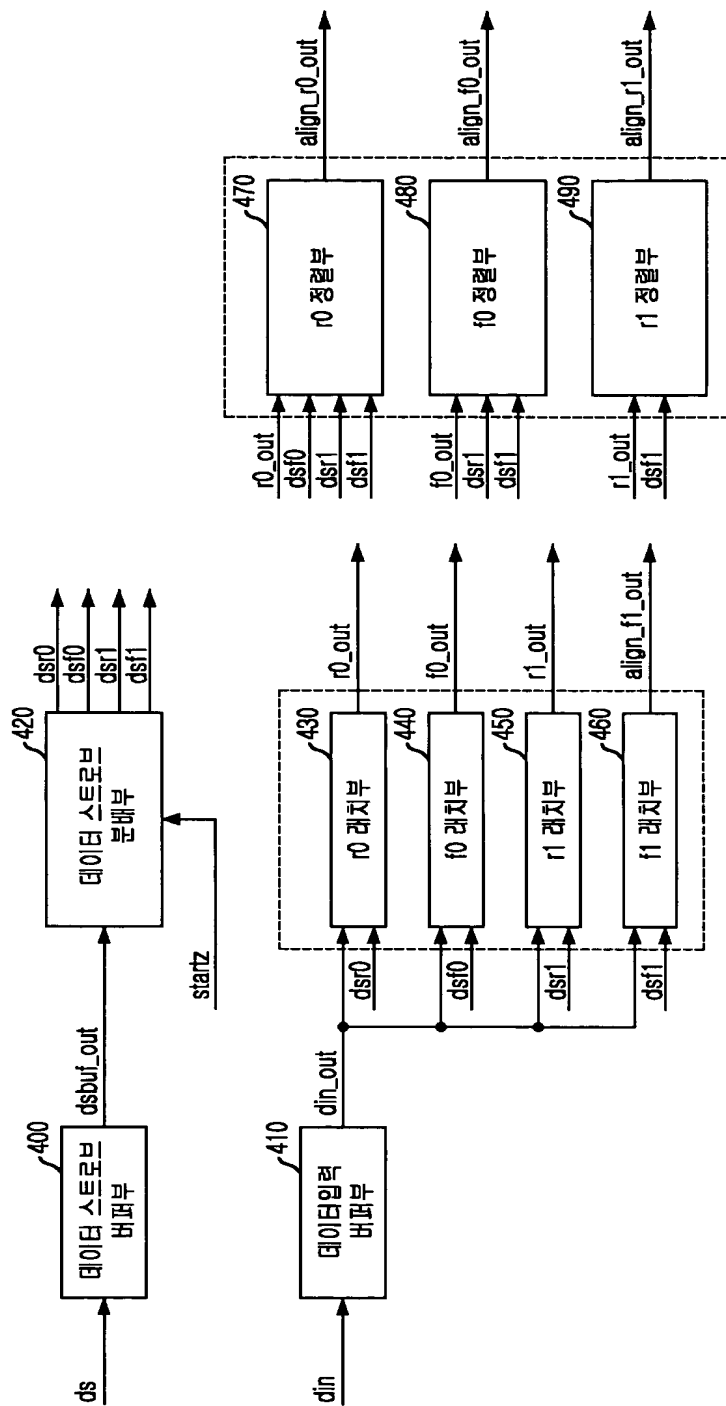 ds
400
데이터 스트로브
버퍼부
dsbuf_out
420
데이터 스트로브
분배부
startz
dsr0
dsf0
dsr1
dsf1
din
410
데이터입력
버퍼부
din_out
dsr0
dsf0
dsr1
dsf1
430
r0 래치부
440
f0 래치부
450
r1 래치부
460
f1 래치부
r0_out
f0_out
r1_out
align_f1_out
r0_out
dsf0
dsr1
dsf1
470
r0 정렬부
align_r0_out
f0_out
dsr1
dsf1
480
f0 정렬부
align_f0_out
r1_out
dsf1
490
r1 정렬부
align_r1_out